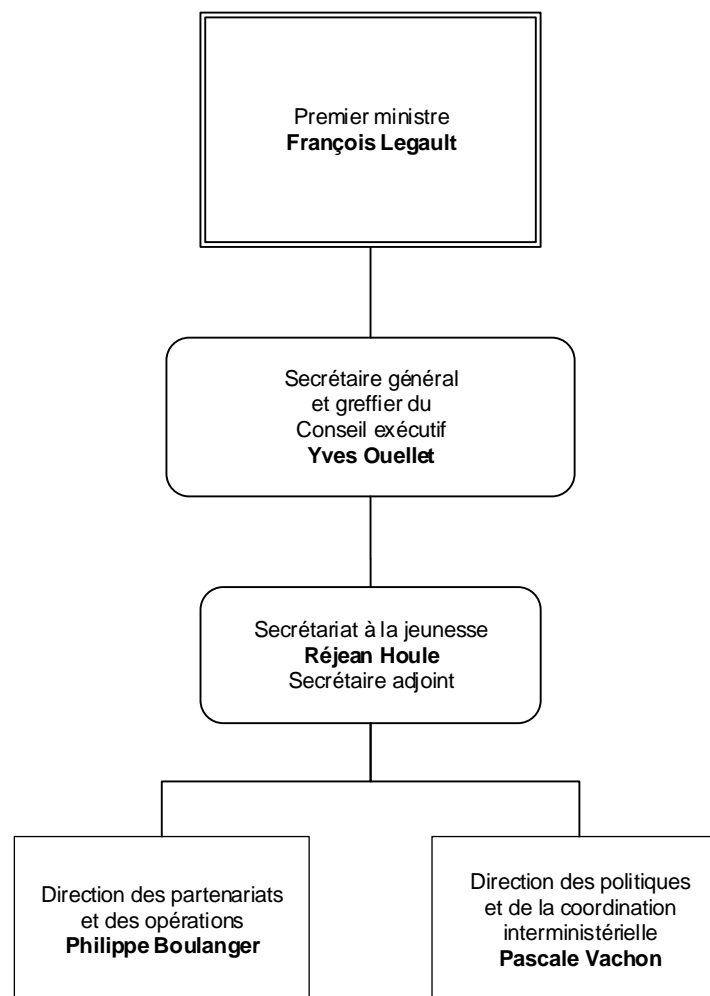 Premier ministre
François Legault
Secrétaire général
et greffier du
Conseil exécutif
Yves Ouellet
Secrétariat à la jeunesse
Réjean Houle
Secrétaire adjoint
Direction des partenariats
et des opérations
Philippe Boulanger
Direction des politiques
et de la coordination
interministérielle
Pascale Vachon